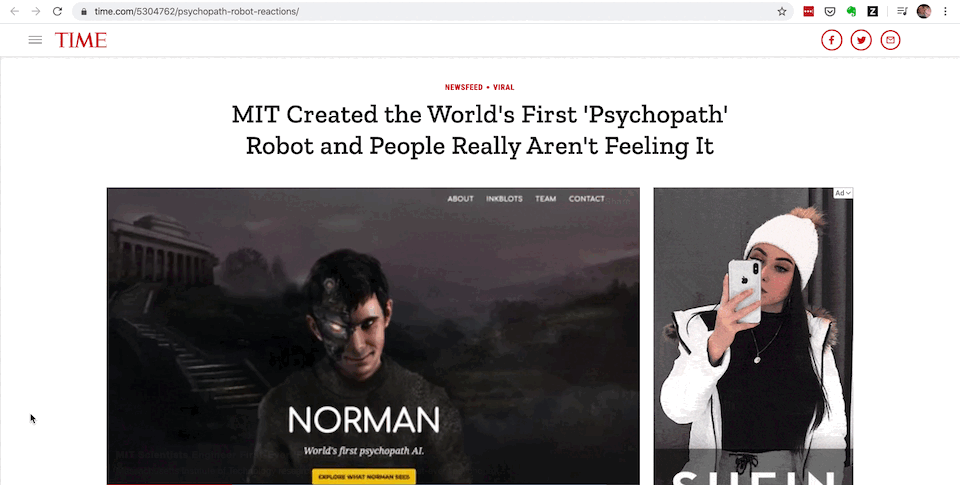 time.com/5304762/psychopath-robot-reactions/
TIME
NEWSFEED • VIRAL
MIT Created the World's First 'Psychopath'
Robot and People Really Aren't Feeling It
ABOUT INKBLOTS TEAM CONTACT
Ad
NORMAN
World's first psychopath AI.
EXPLORE WHAT NORMAN SEES
SHEIN